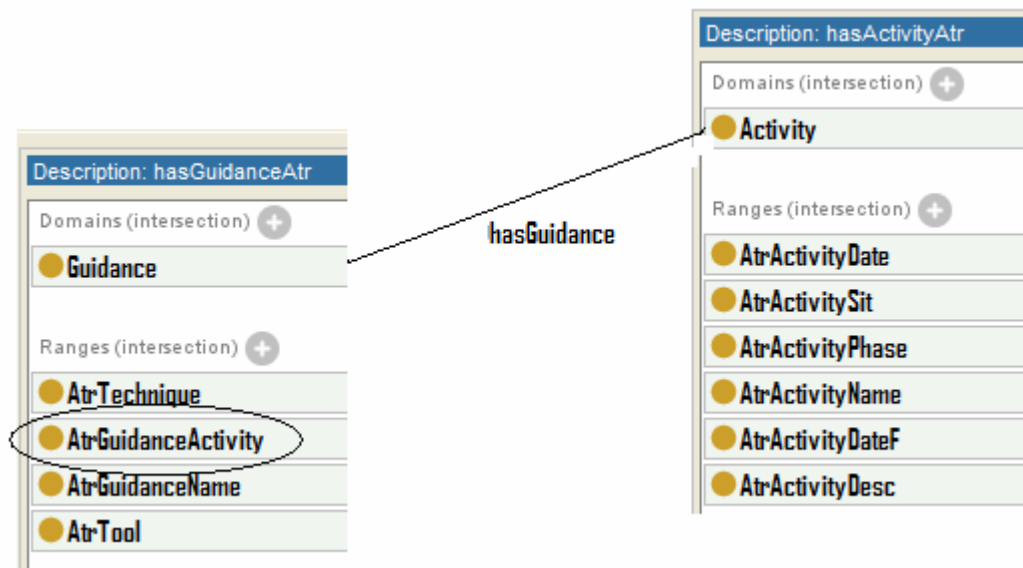 Description: hasActivityAtr
Domains (intersection)
Activity
Ranges (intersection)
AtrActivityDate
AtrActivitySit
AtrActivityPhase
AtrActivityName
AtrActivityDateF
AtrActivityDesc
hasGuidance
Description: hasGuidanceAtr
Domains (intersection)
Guidance
Ranges (intersection)
AtrTechnique
AtrGuidanceActivity
AtrGuidanceName
AtrTool